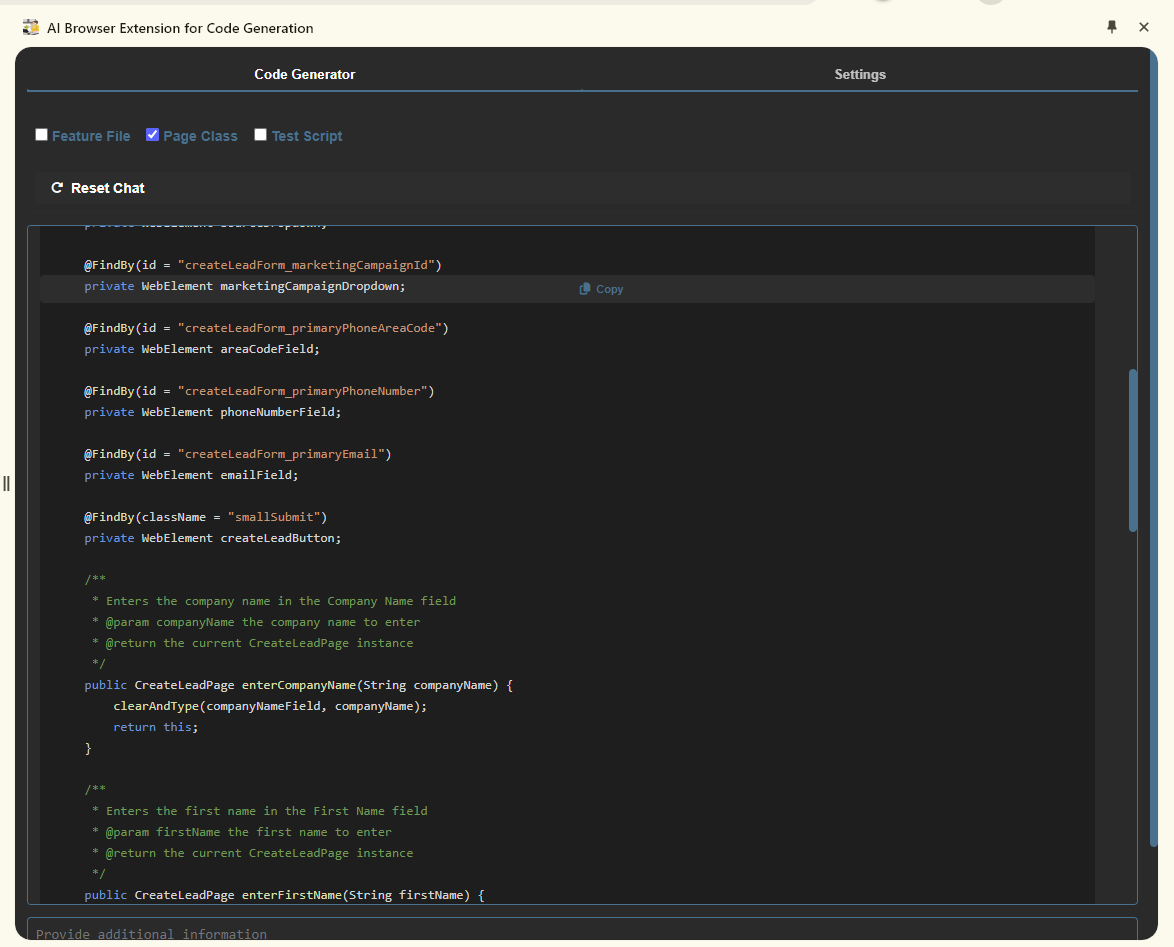 AI Browser Extension for Code Generation
Code Generator
Settings
Feature File
Page Class
Test Script
Reset Chat
@FindBy(id = "createLeadForm_marketingCampaignId")
private WebElement marketingCampaignDropdown;
Copy
@FindBy(id = "createLeadForm_primaryPhoneAreaCode")
private WebElement areaCodeField;
@FindBy(id = "createLeadForm_primaryPhoneNumber")
private WebElement phoneNumberField;
@FindBy(id = "createLeadForm_primaryEmail")
private WebElement emailField;
@FindBy(className = "smallSubmit")
private WebElement createLeadButton;
/**
* Enters the company name in the Company Name field
* @param companyName the company name to enter
* @return the current CreateLeadPage instance
*/
public CreateLeadPage enterCompanyName(String companyName) {
clearAndType(companyNameField, companyName);
return this;
}
/**
* Enters the first name in the First Name field
* @param firstName the first name to enter
* @return the current CreateLeadPage instance
*/
public CreateLeadPage enterFirstName(String firstName) {
Provide additional information